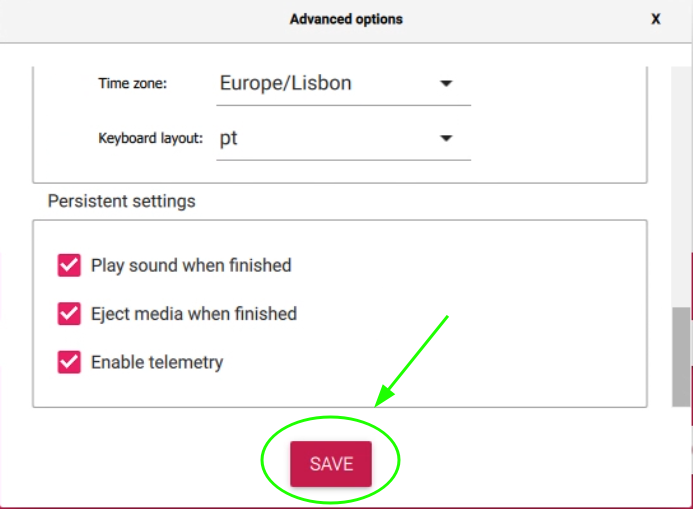 Advanced options X
Time zone: Europe/Lisbon
Keyboard layout: pt
Persistent settings
Play sound when finished
Eject media when finished
Enable telemetry
SAVE